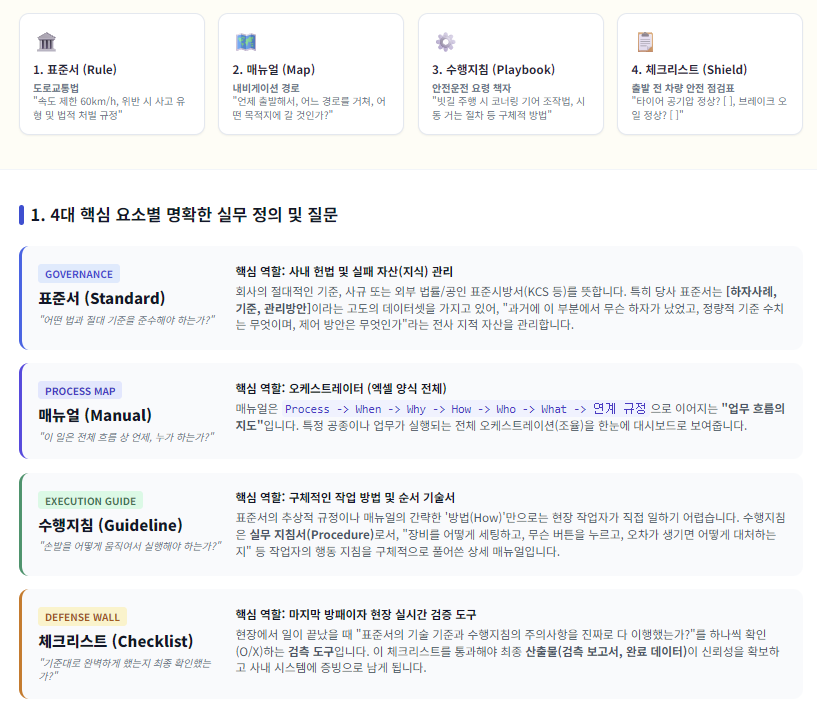 1. 표준서 (Rule)
도로교통법
"속도 제한 60km/h, 위반 시 사고 유
형 및 법적 처벌 규정"
2. 매뉴얼 (Map)
내비게이션 경로
"언제 출발해서, 어느 경로를 거쳐, 어
떤 목적지에 갈 것인가?"
3. 수행지침 (Playbook)
안전운전 요령 책자
"빗길 주행 시 코너링 기어 조작법, 시
동 거는 절차 등 구체적 방법"
4. 체크리스트 (Shield)
출발 전 차량 안전 점검표
"타이어 공기압 정상? [ ], 브레이크 오
일 정상? [ ]"
1. 4대 핵심 요소별 명확한 실무 정의 및 질문
GOVERNANCE
표준서 (Standard)
"어떤 법과 절대 기준을 준수해야 하는가?"
핵심 역할: 사내 헌법 및 실패 자산(지식) 관리
회사의 절대적인 기준, 사규 또는 외부 법률/공인 표준시방서(KCS 등)를 뜻합니다. 특히 당사 표준서는 [하자사례,
기준, 관리방안]이라는 고도의 데이터셋을 가지고 있어, "과거에 이 부분에서 무슨 하자가 났었고, 정량적 기준 수치
는 무엇이며, 제어 방안은 무엇인가"라는 전사 지적 자산을 관리합니다.
PROCESS MAP
매뉴얼 (Manual)
"이 일은 전체 흐름 상 언제, 누가 하는가?"
핵심 역할: 오케스트레이터 (엑셀 양식 전체)
매뉴얼은 Process -> When -> Why -> How -> Who -> What -> 연계 규정 으로 이어지는 "업무 흐름의
지도"입니다. 특정 공종이나 업무가 실행되는 전체 오케스트레이션(조율)을 한눈에 대시보드로 보여줍니다.
EXECUTION GUIDE
수행지침 (Guideline)
"손발을 어떻게 움직여서 실행해야 하는가?"
핵심 역할: 구체적인 작업 방법 및 순서 기술서
표준서의 추상적 규정이나 매뉴얼의 간략한 '방법(How)'만으로는 현장 작업자가 직접 일하기 어렵습니다. 수행지침
은 실무 지침서(Procedure)로서, "장비를 어떻게 세팅하고, 무슨 버튼을 누르고, 오차가 생기면 어떻게 대처하는
지" 등 작업자의 행동 지침을 구체적으로 풀어쓴 상세 매뉴얼입니다.
DEFENSE WALL
체크리스트 (Checklist)
"기준대로 완벽하게 했는지 최종 확인했는
가?"
핵심 역할: 마지막 방패이자 현장 실시간 검증 도구
현장에서 일이 끝났을 때 "표준서의 기술 기준과 수행지침의 주의사항을 진짜로 다 이행했는가?"를 하나씩 확인
(O/X)하는 검측 도구입니다. 이 체크리스트를 통과해야 최종 산출물(검측 보고서, 완료 데이터)이 신뢰성을 확보하
고 사내 시스템에 증빙으로 남게 됩니다.